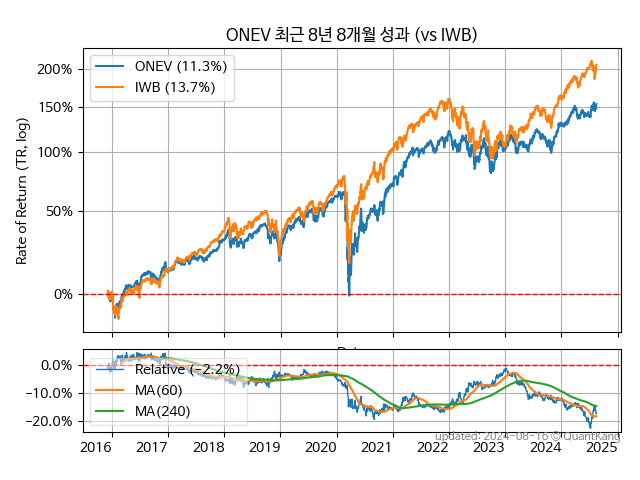 ONEV 최근 8년 8개월 성과 (vs IWB)
ONEV (11.3%)
IWB (13.7%)
200%
150%
100%
50%
0%
Rate of Return (TR, log)
Relative (−2.2%)
MA(60)
MA(240)
0.0%
−10.0%
−20.0%
2016 2017 2018 2019 2020 2021 2022 2023 2024 2025
updated: 2024-08-16 © QuantKang